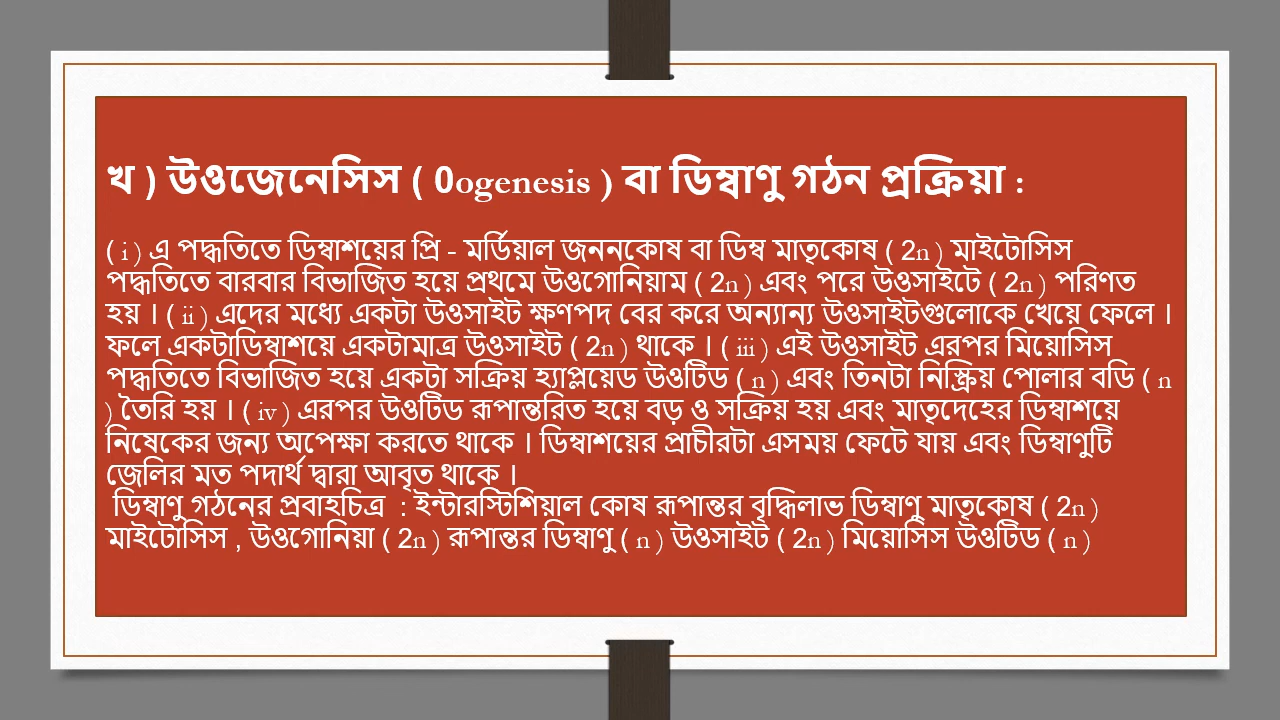 খ ) উওজেনেসিস ( 0ogenesis ) বা ডিম্বাণু গঠন প্রক্রিয়া :
( i ) এ পদ্ধতিতে ডিম্বাশয়ের প্রি - মর্ডিয়াল জননকোষ বা ডিম্ব মাতৃকোষ ( 2n ) মাইটোসিস
পদ্ধতিতে বারবার বিভাজিত হয়ে প্রথমে উওগোনিয়াম ( 2n ) এবং পরে উওসাইটে ( 2n ) পরিণত
হয় । ( ii ) এদের মধ্যে একটা উওসাইট ক্ষণপদ বের করে অন্যান্য উওসাইটগুলোকে খেয়ে ফেলে ।
ফলে একটাডিম্বাশয়ে একটামাত্র উওসাইট ( 2n ) থাকে । ( iii ) এই উওসাইট এরপর মিয়োসিস
পদ্ধতিতে বিভাজিত হয়ে একটা সক্রিয় হ্যাপ্লয়েড উওটিড ( n ) এবং তিনটা নিস্ক্রিয় পোলার বডি ( n
) তৈরি হয় । ( iv ) এরপর উওটিড রূপান্তরিত হয়ে বড় ও সক্রিয় হয় এবং মাতৃদেহের ডিম্বাশয়ে
নিষেকের জন্য অপেক্ষা করতে থাকে । ডিম্বাশয়ের প্রাচীরটা এসময় ফেটে যায় এবং ডিম্বাণুটি
জেলির মত পদার্থ দ্বারা আবৃত থাকে ।
ডিম্বাণু গঠনের প্রবাহচিত্র : ইন্টারস্টিশিয়াল কোষ রূপান্তর বৃদ্ধিলাভ ডিম্বাণু মাতৃকোষ ( 2n )
মাইটোসিস , উওগোনিয়া ( 2n ) রূপান্তর ডিম্বাণু ( n ) উওসাইট ( 2n ) মিয়োসিস উওটিড ( n )